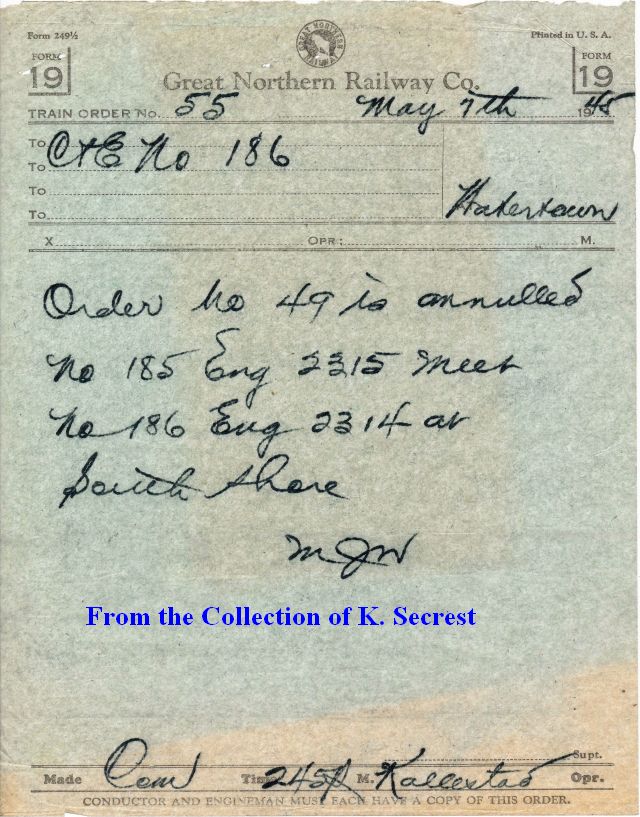 Form 249½
Printed in U. S. A.
GREAT NORTHERN RAILWAY
FORM 19
FORM 19
Great Northern Railway Co.
TRAIN ORDER No. 55 May 7th 1945
To C+E No 186
To
To
To Watertown
X OPR: M.
Order No 49 is annulled
No 185 Eng 2315 Meet
No 186 Eng 2314 at
South Shore
MJW
From the Collection of K. Secrest
Supt.
Made Com Time 245P M. Kallestad Opr.
CONDUCTOR AND ENGINEMAN MUST EACH HAVE A COPY OF THIS ORDER.